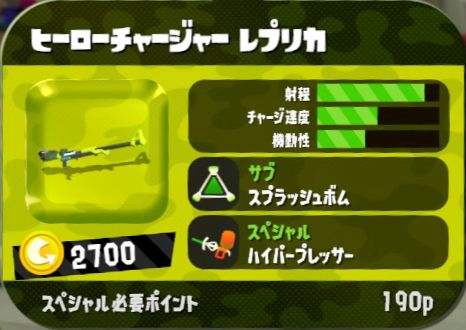 ヒーローチャージャー レプリカ
射程
チャージ速度
機動性
サブ
スプラッシュボム
スペシャル
ハイパープレッサー
2700
スペシャル必要ポイント 190p